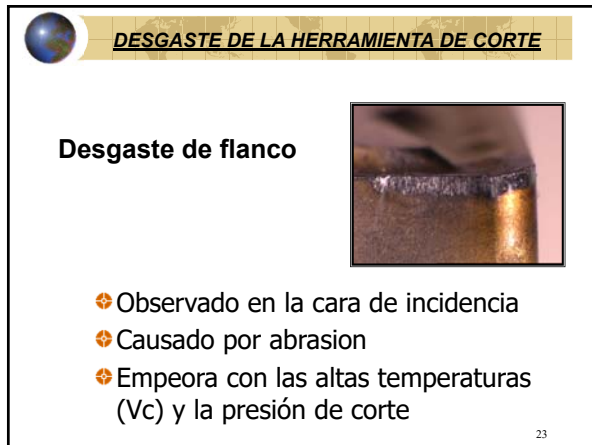 DESGASTE DE LA HERRAMIENTA DE CORTE
Desgaste de flanco
Observado en la cara de incidencia
Causado por abrasion
Empeora con las altas temperaturas
(Vc) y la presión de corte
23